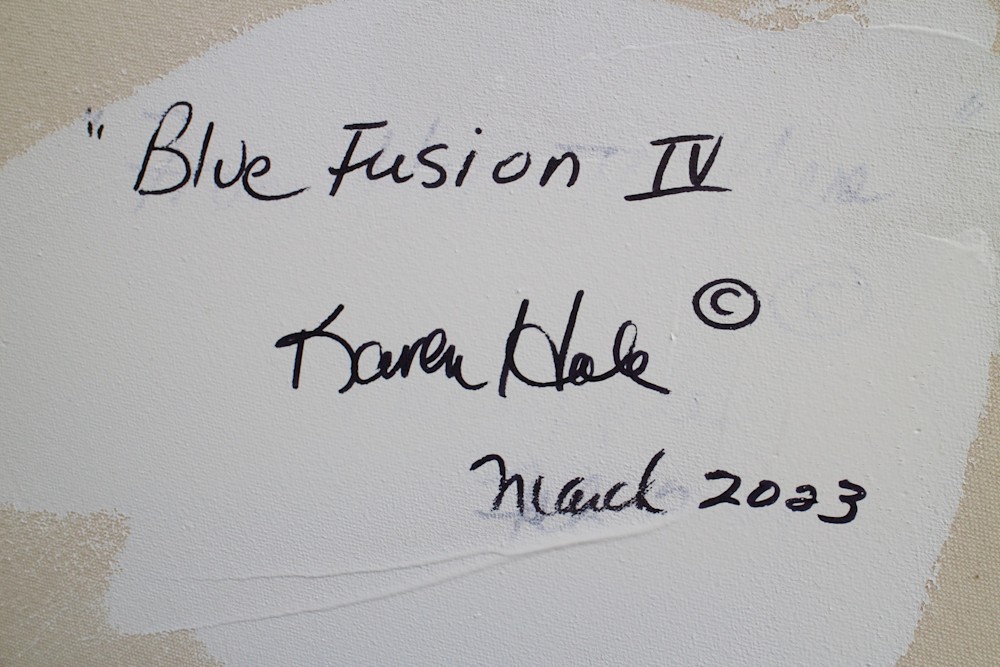 "Blue Fusion IV
Karen Hale ©
March 2023